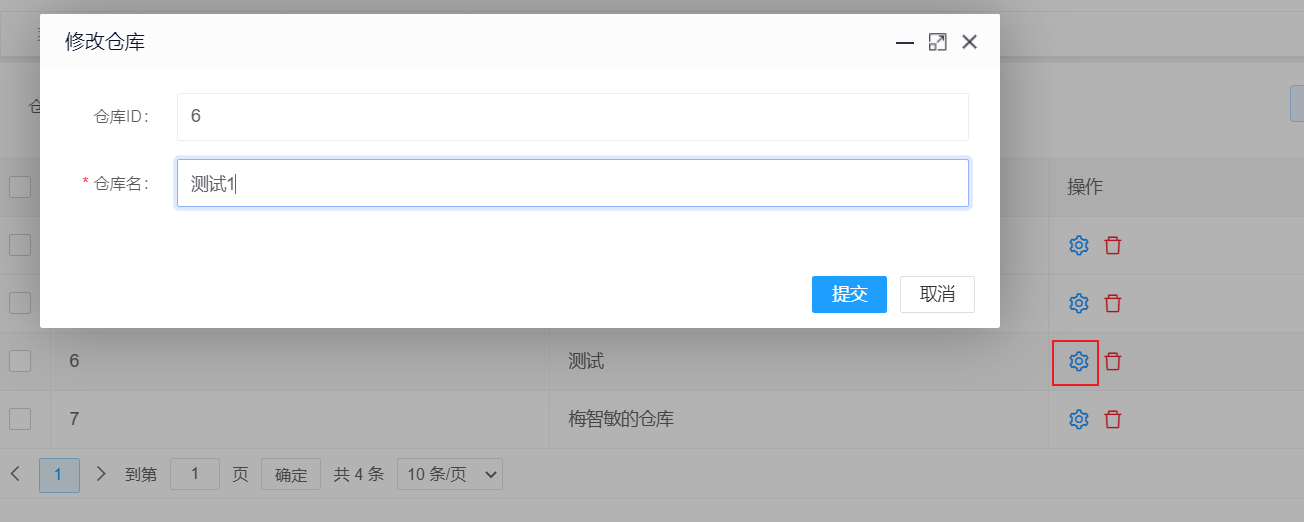 修改仓库
仓库ID：
6
* 仓库名：
测试1
提交
取消
仓
操作
6
测试
7
梅智敏的仓库
1
到第
1
页
确定
共 4 条
10 条/页